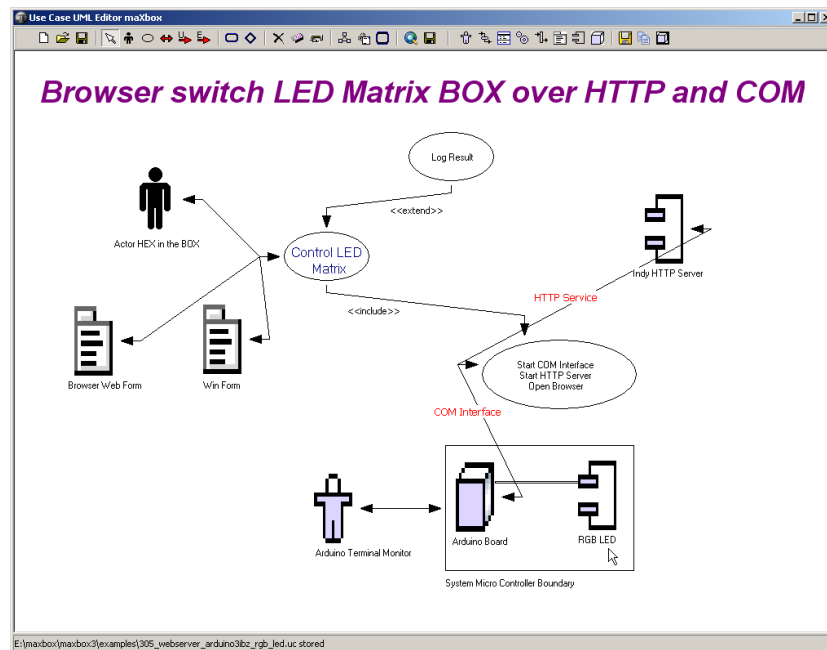 Use Case UML Editor maXbox
Browser switch LED Matrix BOX over HTTP and COM
Log Result
<<extend>>
Actor HEX in the BOX
Control LED
Matrix
Indy HTTP Server
HTTP Service
<<include>>
Browser Web Form
Win Form
Start COM Interface
Start HTTP Server
Open Browser
COM Interface
Arduino Terminal Monitor
Arduino Board
RGB LED
System Micro Controller Boundary
E:\maxbox\maxbox3\examples\305_webserver_arduino3ibz_rgb_led.uc stored